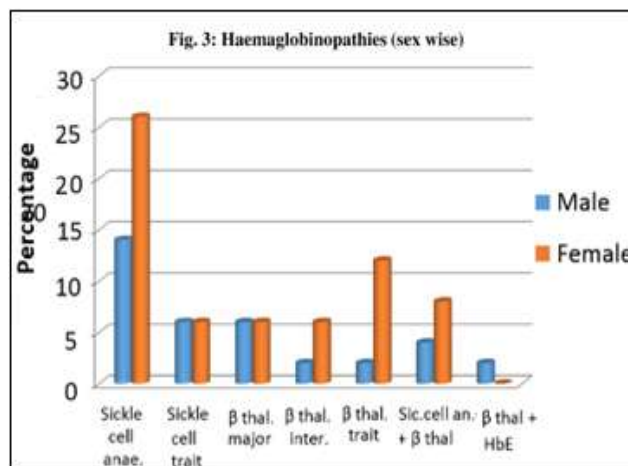 Fig. 3: Haemaglobinopathies (sex wise)
30
25
20
15
10
5
0
Percentage
Male
Female
Sickle cell anae.
Sickle cell trait
β thal. major
β thal. inter.
β thal. trait
Sic.cell an. + β thal
β thal + HbE